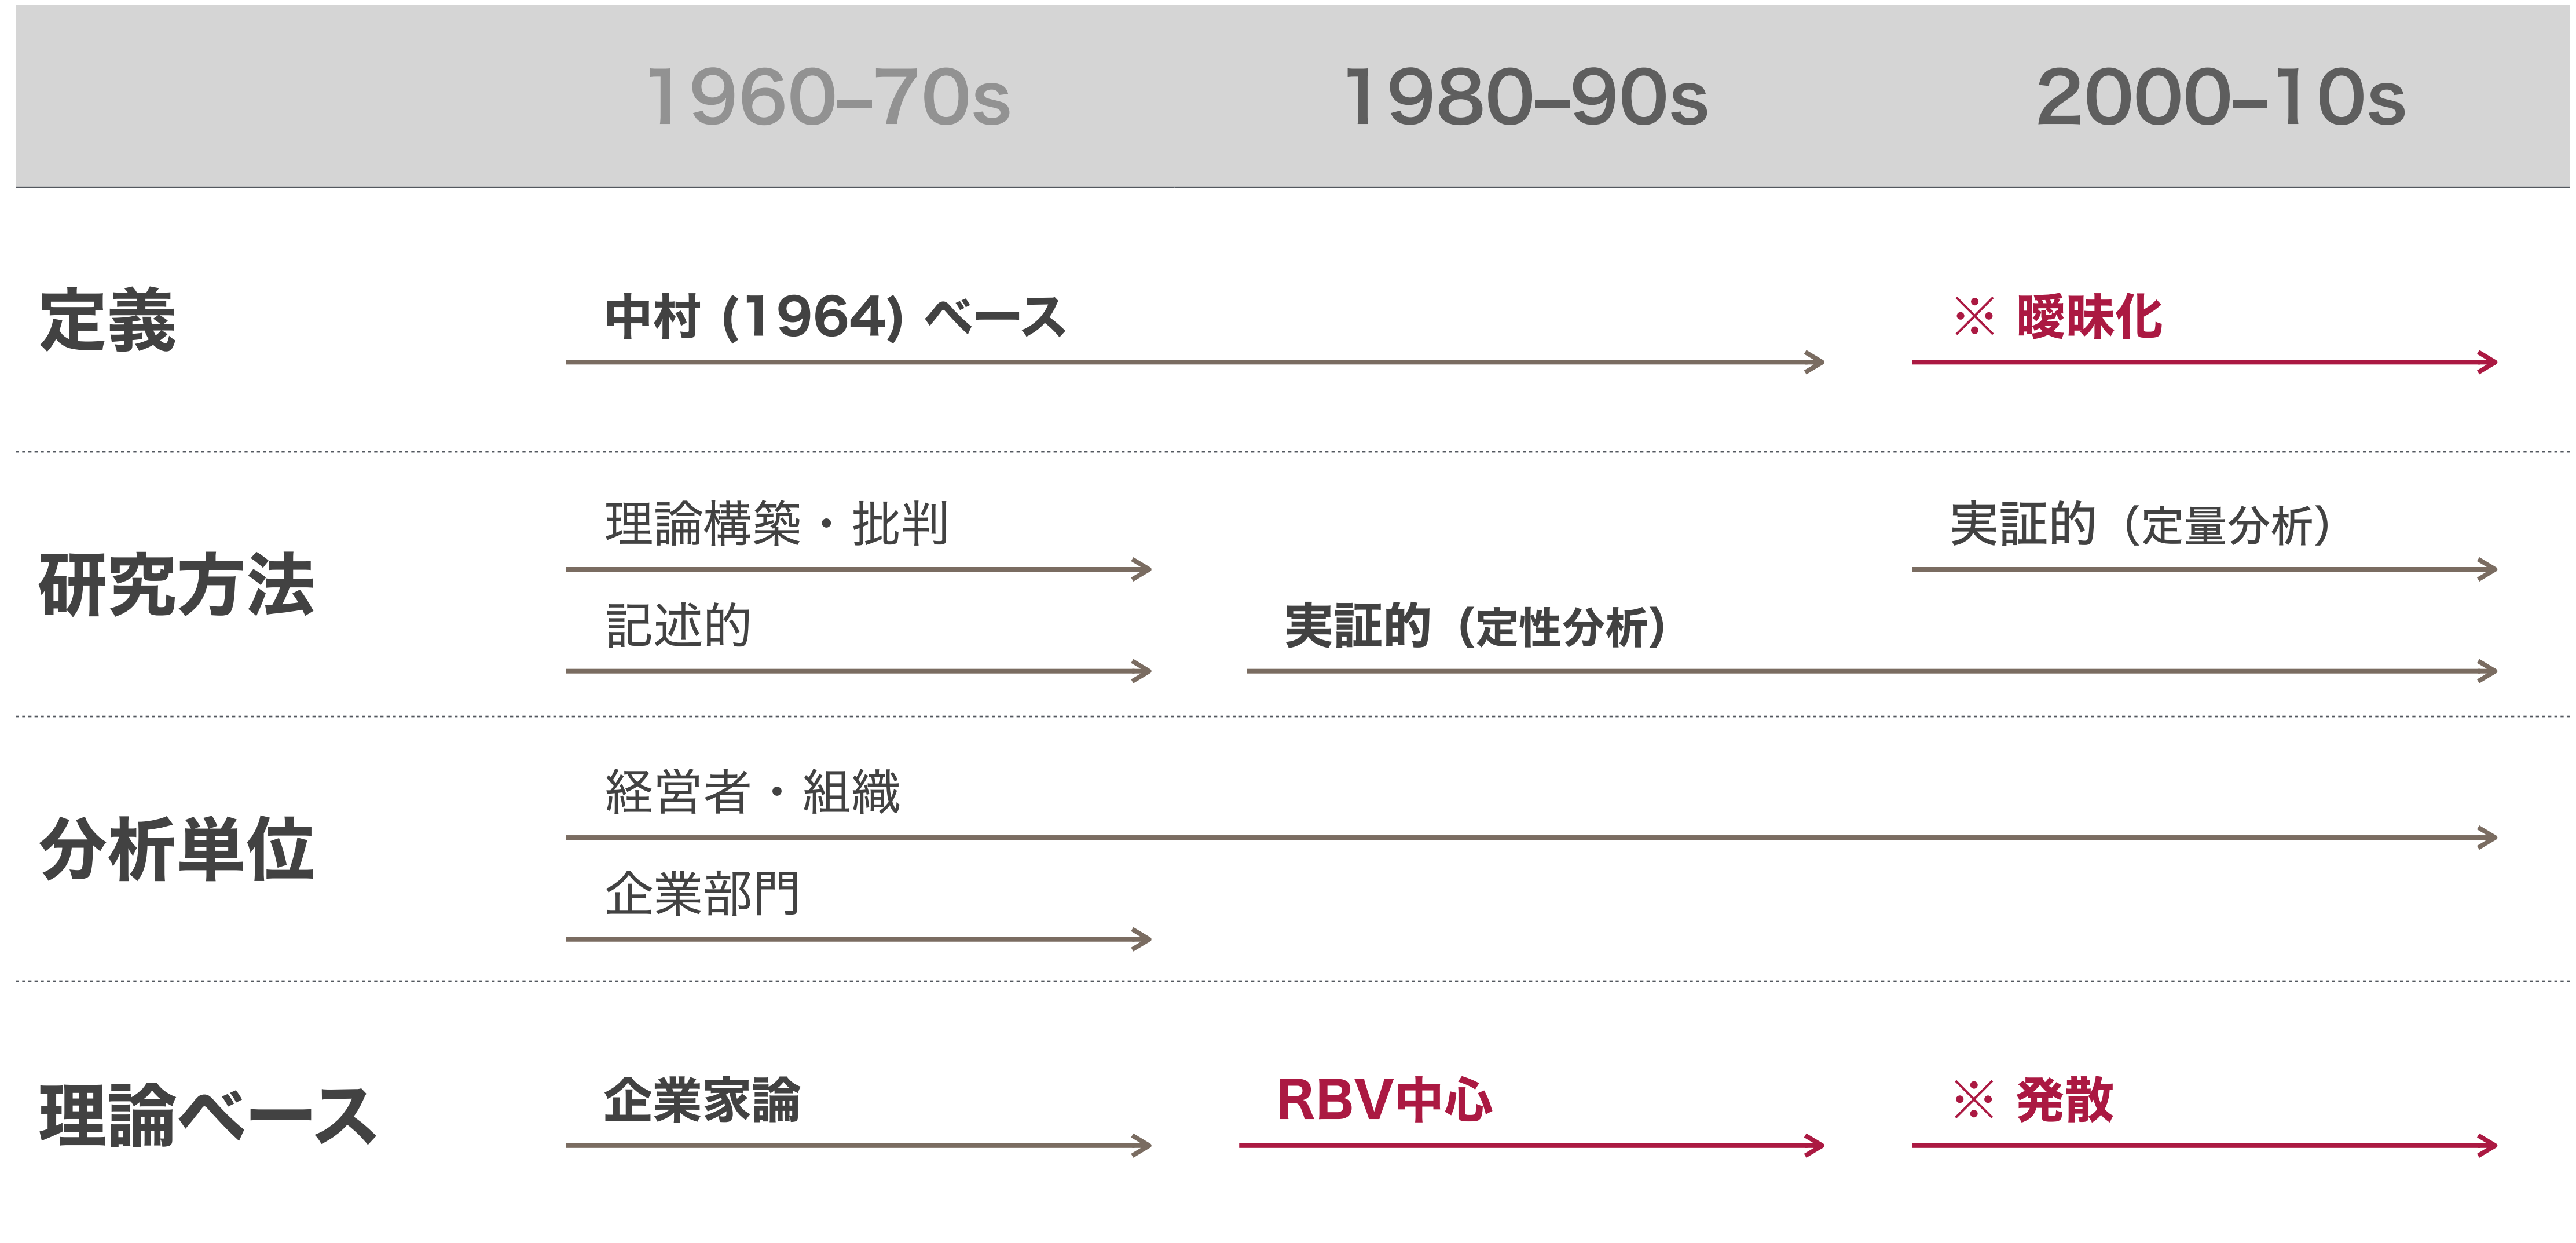 1960–70s 1980–90s 2000–10s
定義
中村 (1964) ベース
※ 曖昧化
研究方法
理論構築・批判
実証的（定量分析）
記述的
実証的（定性分析）
分析単位
経営者・組織
企業部門
理論ベース
企業家論
RBV中心
※ 発散